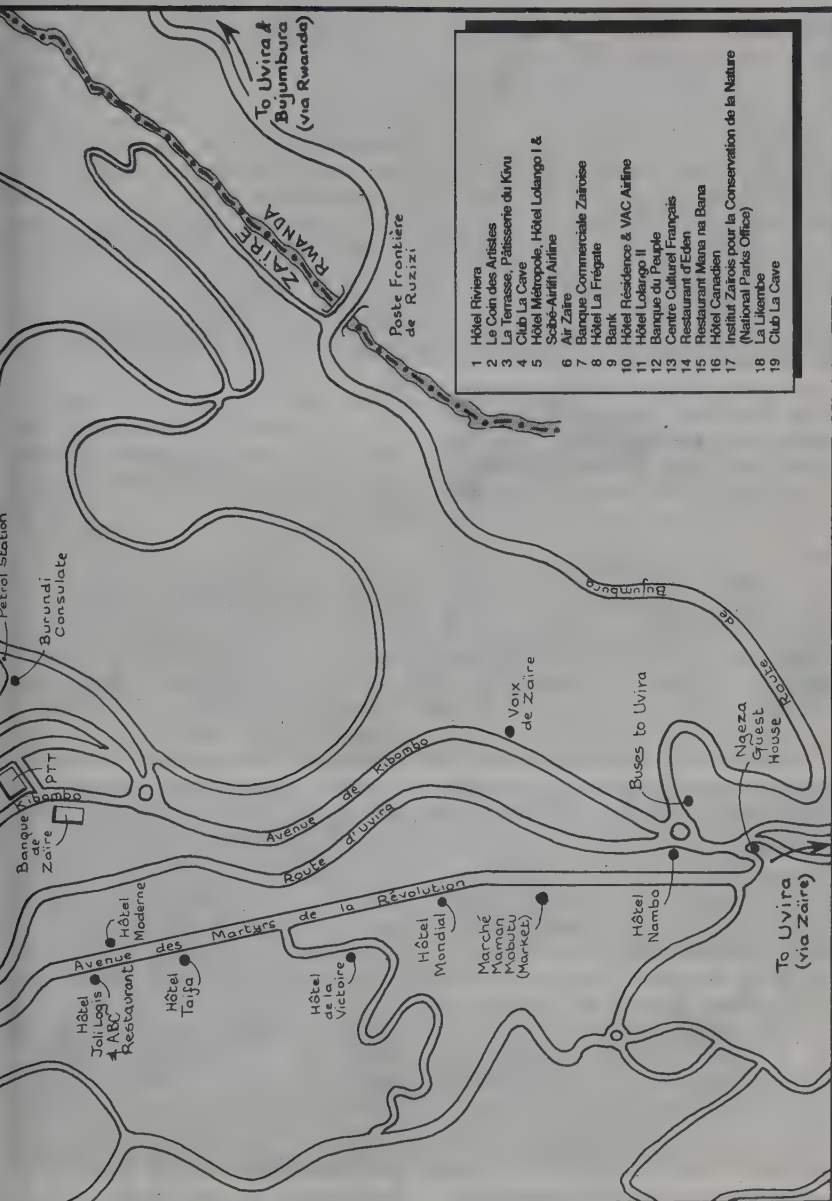 Petrol Station
Burundi
Consulate
PTT
Kibombo
Banque
de
Zaïre
To Uvira &
Bujumbura
(via Rwanda)
ZAÏRE
RWANDA
Poste Frontière
de Ruzizi
Hôtel
Moderne
Hôtel
Joli Logis
& ABC
Restaurant
Avenue des Martyrs de la Révolution
Hôtel
Taifa
Route d'Uvira
Avenue de Kibombo
Voix
de Zaïre
Hôtel
de la
Victoire
Hôtel
Mondial
Marché
Maman
Mobutu
(Market)
Route de Bujumbura
Buses to Uvira
Hôtel
Nambo
Ngeza
Guest
House
To Uvira
(via Zaïre)
1 Hôtel Riviera
2 Le Coin des Artistes
3 La Terrasse, Pâtisserie du Kivu
4 Club La Cave
5 Hôtel Métropole, Hôtel Lolango I &
Scibé-Airlift Airline
6 Air Zaïre
7 Banque Commerciale Zaïroise
8 Hôtel La Frégate
9 Bank
10 Hôtel Résidence & VAC Airline
11 Hôtel Lolango II
12 Banque du Peuple
13 Centre Culturel Français
14 Restaurant d'Eden
15 Restaurant Mama na Bana
16 Hôtel Canadien
17 Institut Zaïrois pour la Conservation de la Nature
(National Parks Office)
18 La Likembe
19 Club La Cave